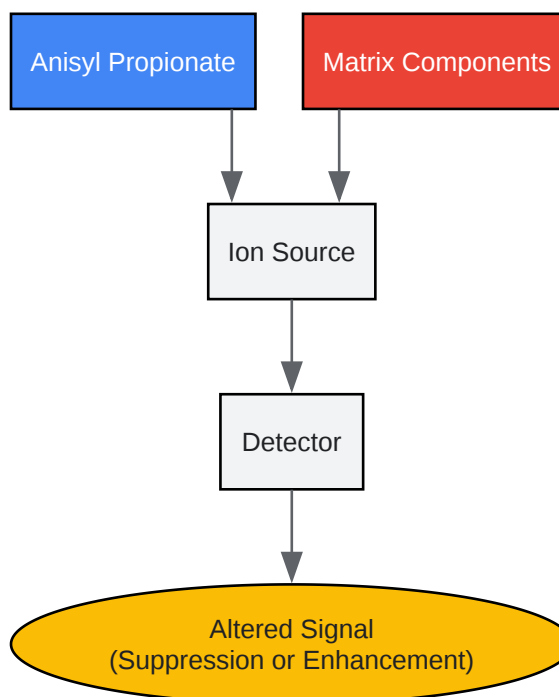 Anisyl Propionate
Matrix Components
Ion Source
Detector
Altered Signal
(Suppression or Enhancement)